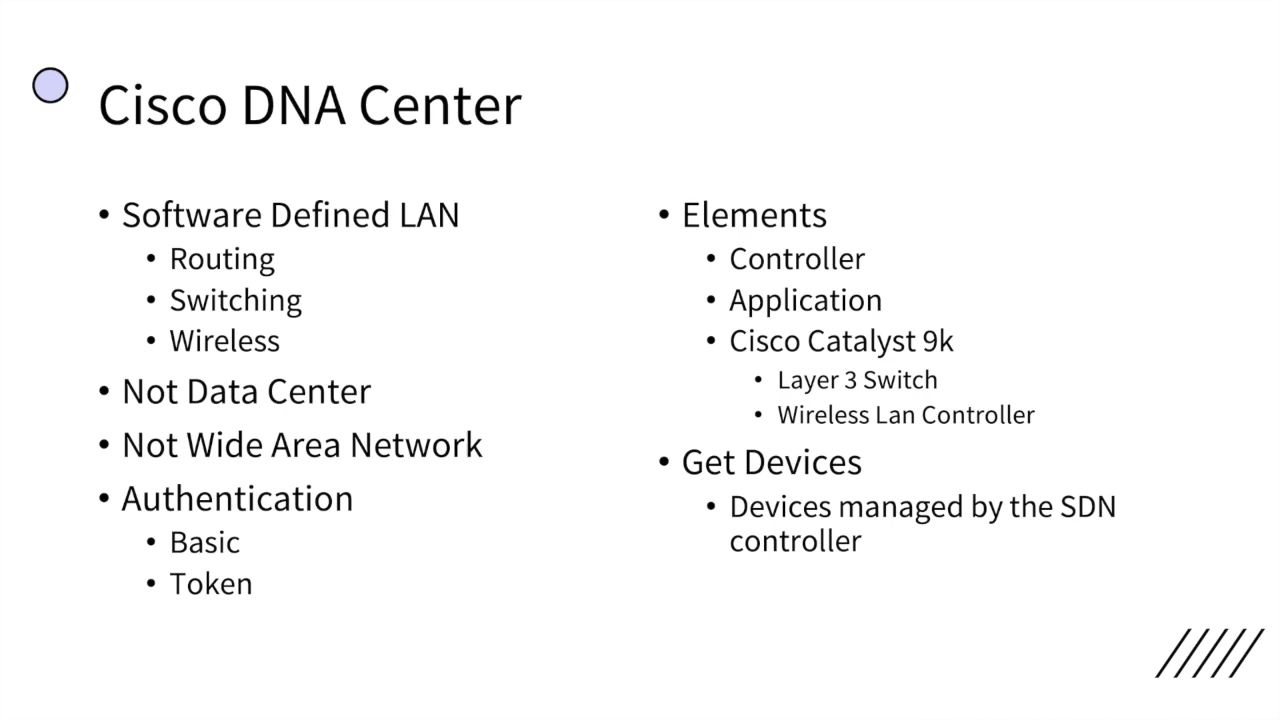 Cisco DNA Center
• Software Defined LAN
• Routing
• Switching
• Wireless
• Not Data Center
• Not Wide Area Network
• Authentication
• Basic
• Token
• Elements
• Controller
• Application
• Cisco Catalyst 9k
• Layer 3 Switch
• Wireless Lan Controller
• Get Devices
• Devices managed by the SDN
controller